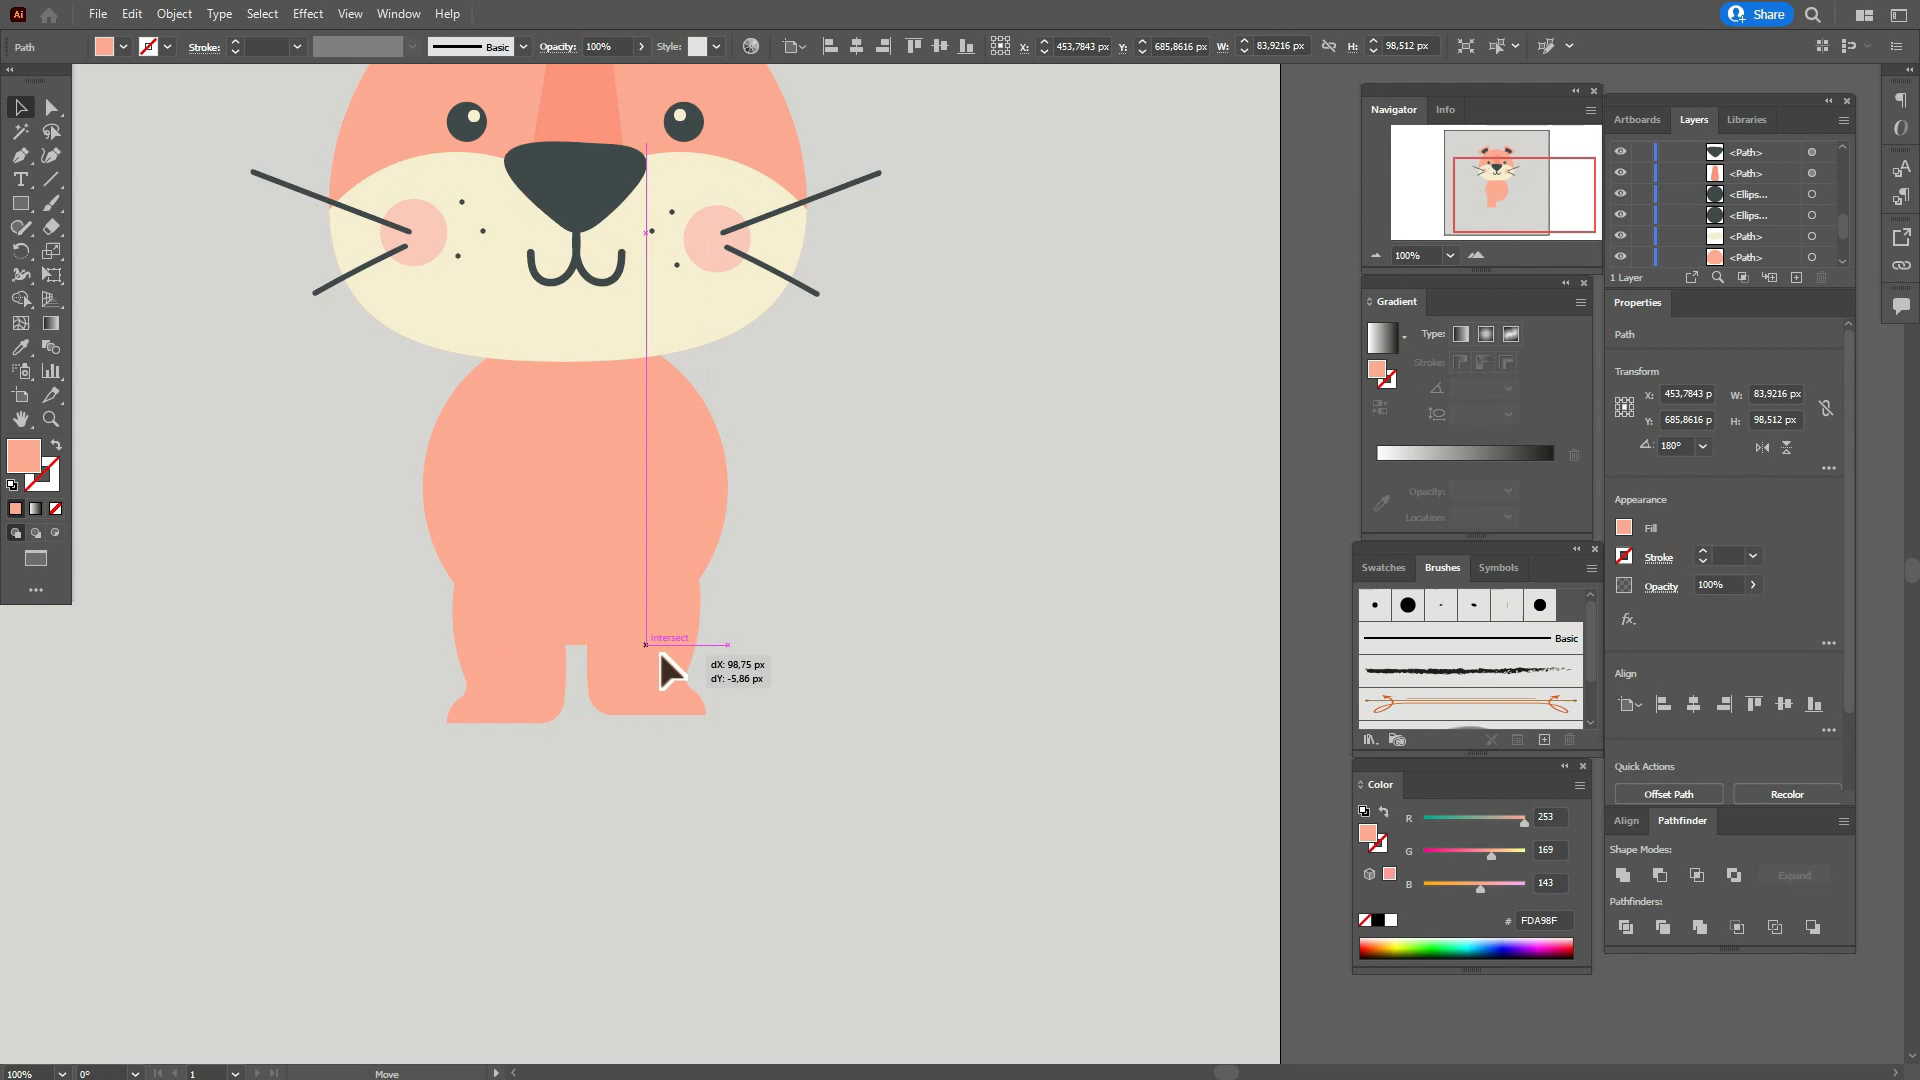 Ai File Edit Object Type Select Effect View Window Help Share
Path Stroke: Basic Opacity: 100% Style: X: 453,7843 px Y: 685,8616 px W: 83,9216 px H: 98,512 px
Navigator Info
Artboards Layers Libraries
<Path>
<Path>
<Ellips...
<Ellips...
<Path>
<Path>
100%
1 Layer
Gradient
Properties
Type:
Path
Stroke:
Transform
X: 453,7843 p W: 83,9216 px
Y: 685,8616 p H: 98,512 px
180°
Opacity:
Location:
Appearance
Fill
Stroke
Opacity 100%
fx.
Swatches Brushes Symbols
Basic
intersect
dX: 98,75 px
dY: -5,86 px
Align
Quick Actions
Offset Path Recolor
Color
Align Pathfinder
R 253
G 169
B 143
# FDA98F
Shape Modes:
Expand
Pathfinders:
100% 0° 1 Move